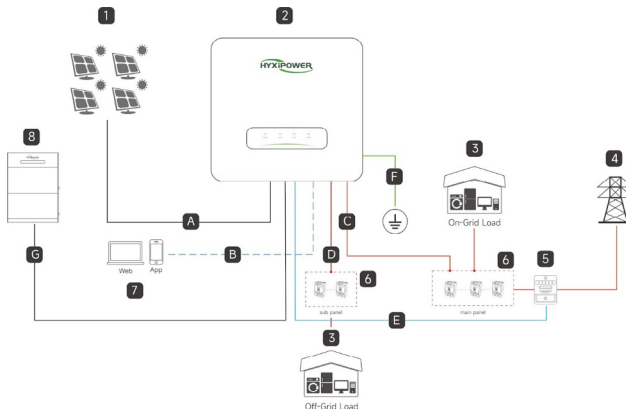 1
2
HYXiPOWER
8
3
4
F
A
C
On-Grid Load
G
B
D
5
6
6
Web
App
7
sub panel
main panel
E
3
Off-Grid Load